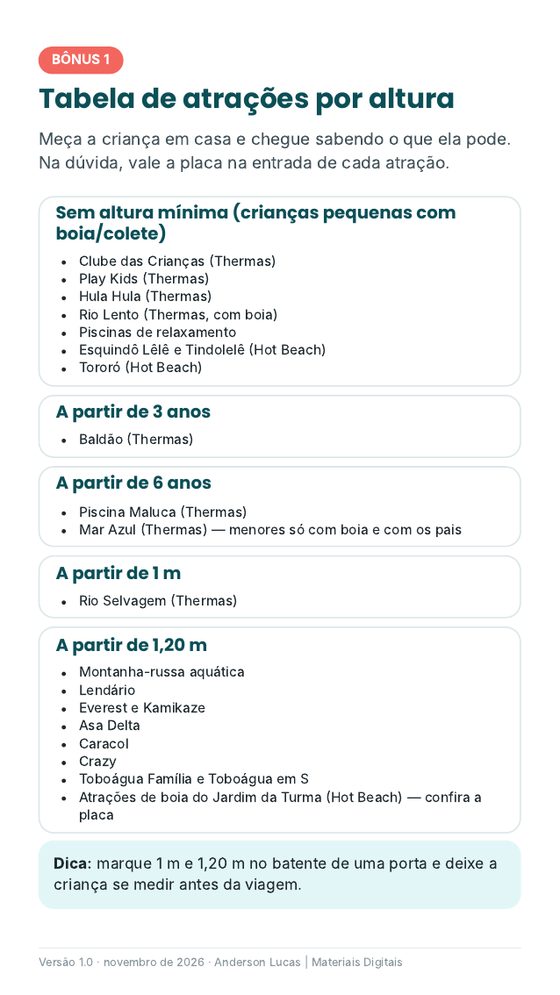 BÔNUS 1
Tabela de atrações por altura
Meça a criança em casa e chegue sabendo o que ela pode.
Na dúvida, vale a placa na entrada de cada atração.
Sem altura mínima (crianças pequenas com
boia/colete)
• Clube das Crianças (Thermas)
• Play Kids (Thermas)
• Hula Hula (Thermas)
• Rio Lento (Thermas, com boia)
• Piscinas de relaxamento
• Esquindô Lêlê e Tindolelê (Hot Beach)
• Tororó (Hot Beach)
A partir de 3 anos
• Baldão (Thermas)
A partir de 6 anos
• Piscina Maluca (Thermas)
• Mar Azul (Thermas) — menores só com boia e com os pais
A partir de 1 m
• Rio Selvagem (Thermas)
A partir de 1,20 m
• Montanha-russa aquática
• Lendário
• Everest e Kamikaze
• Asa Delta
• Caracol
• Crazy
• Toboágua Família e Toboágua em S
• Atrações de boia do Jardim da Turma (Hot Beach) — confira a
placa
Dica: marque 1 m e 1,20 m no batente de uma porta e deixe a
criança se medir antes da viagem.
Versão 1.0 · novembro de 2026 · Anderson Lucas | Materiais Digitais